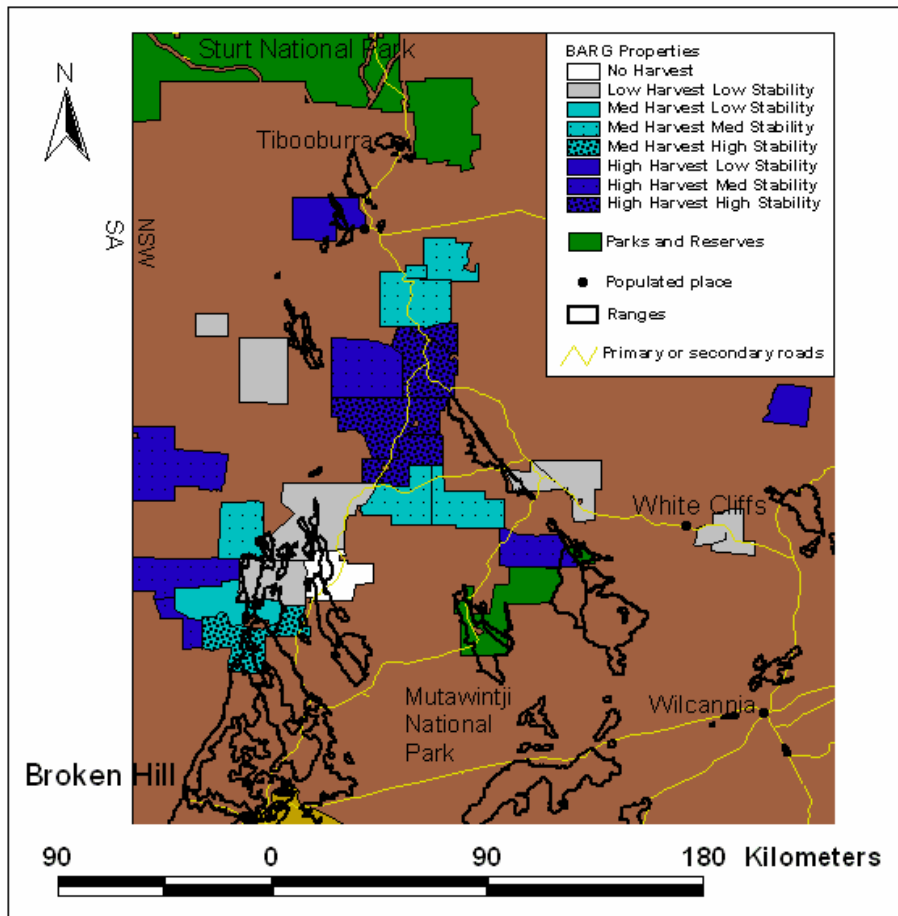 Sturt National Park
N
Tibooburra
SA
NSW
BARG Properties
No Harvest
Low Harvest Low Stability
Med Harvest Low Stability
Med Harvest Med Stability
Med Harvest High Stability
High Harvest Low Stability
High Harvest Med Stability
High Harvest High Stability
Parks and Reserves
Populated place
Ranges
Primary or secondary roads
White Cliffs
Mutawintji
National
Park
Wilcannia
Broken Hill
90 0 90 180 Kilometers